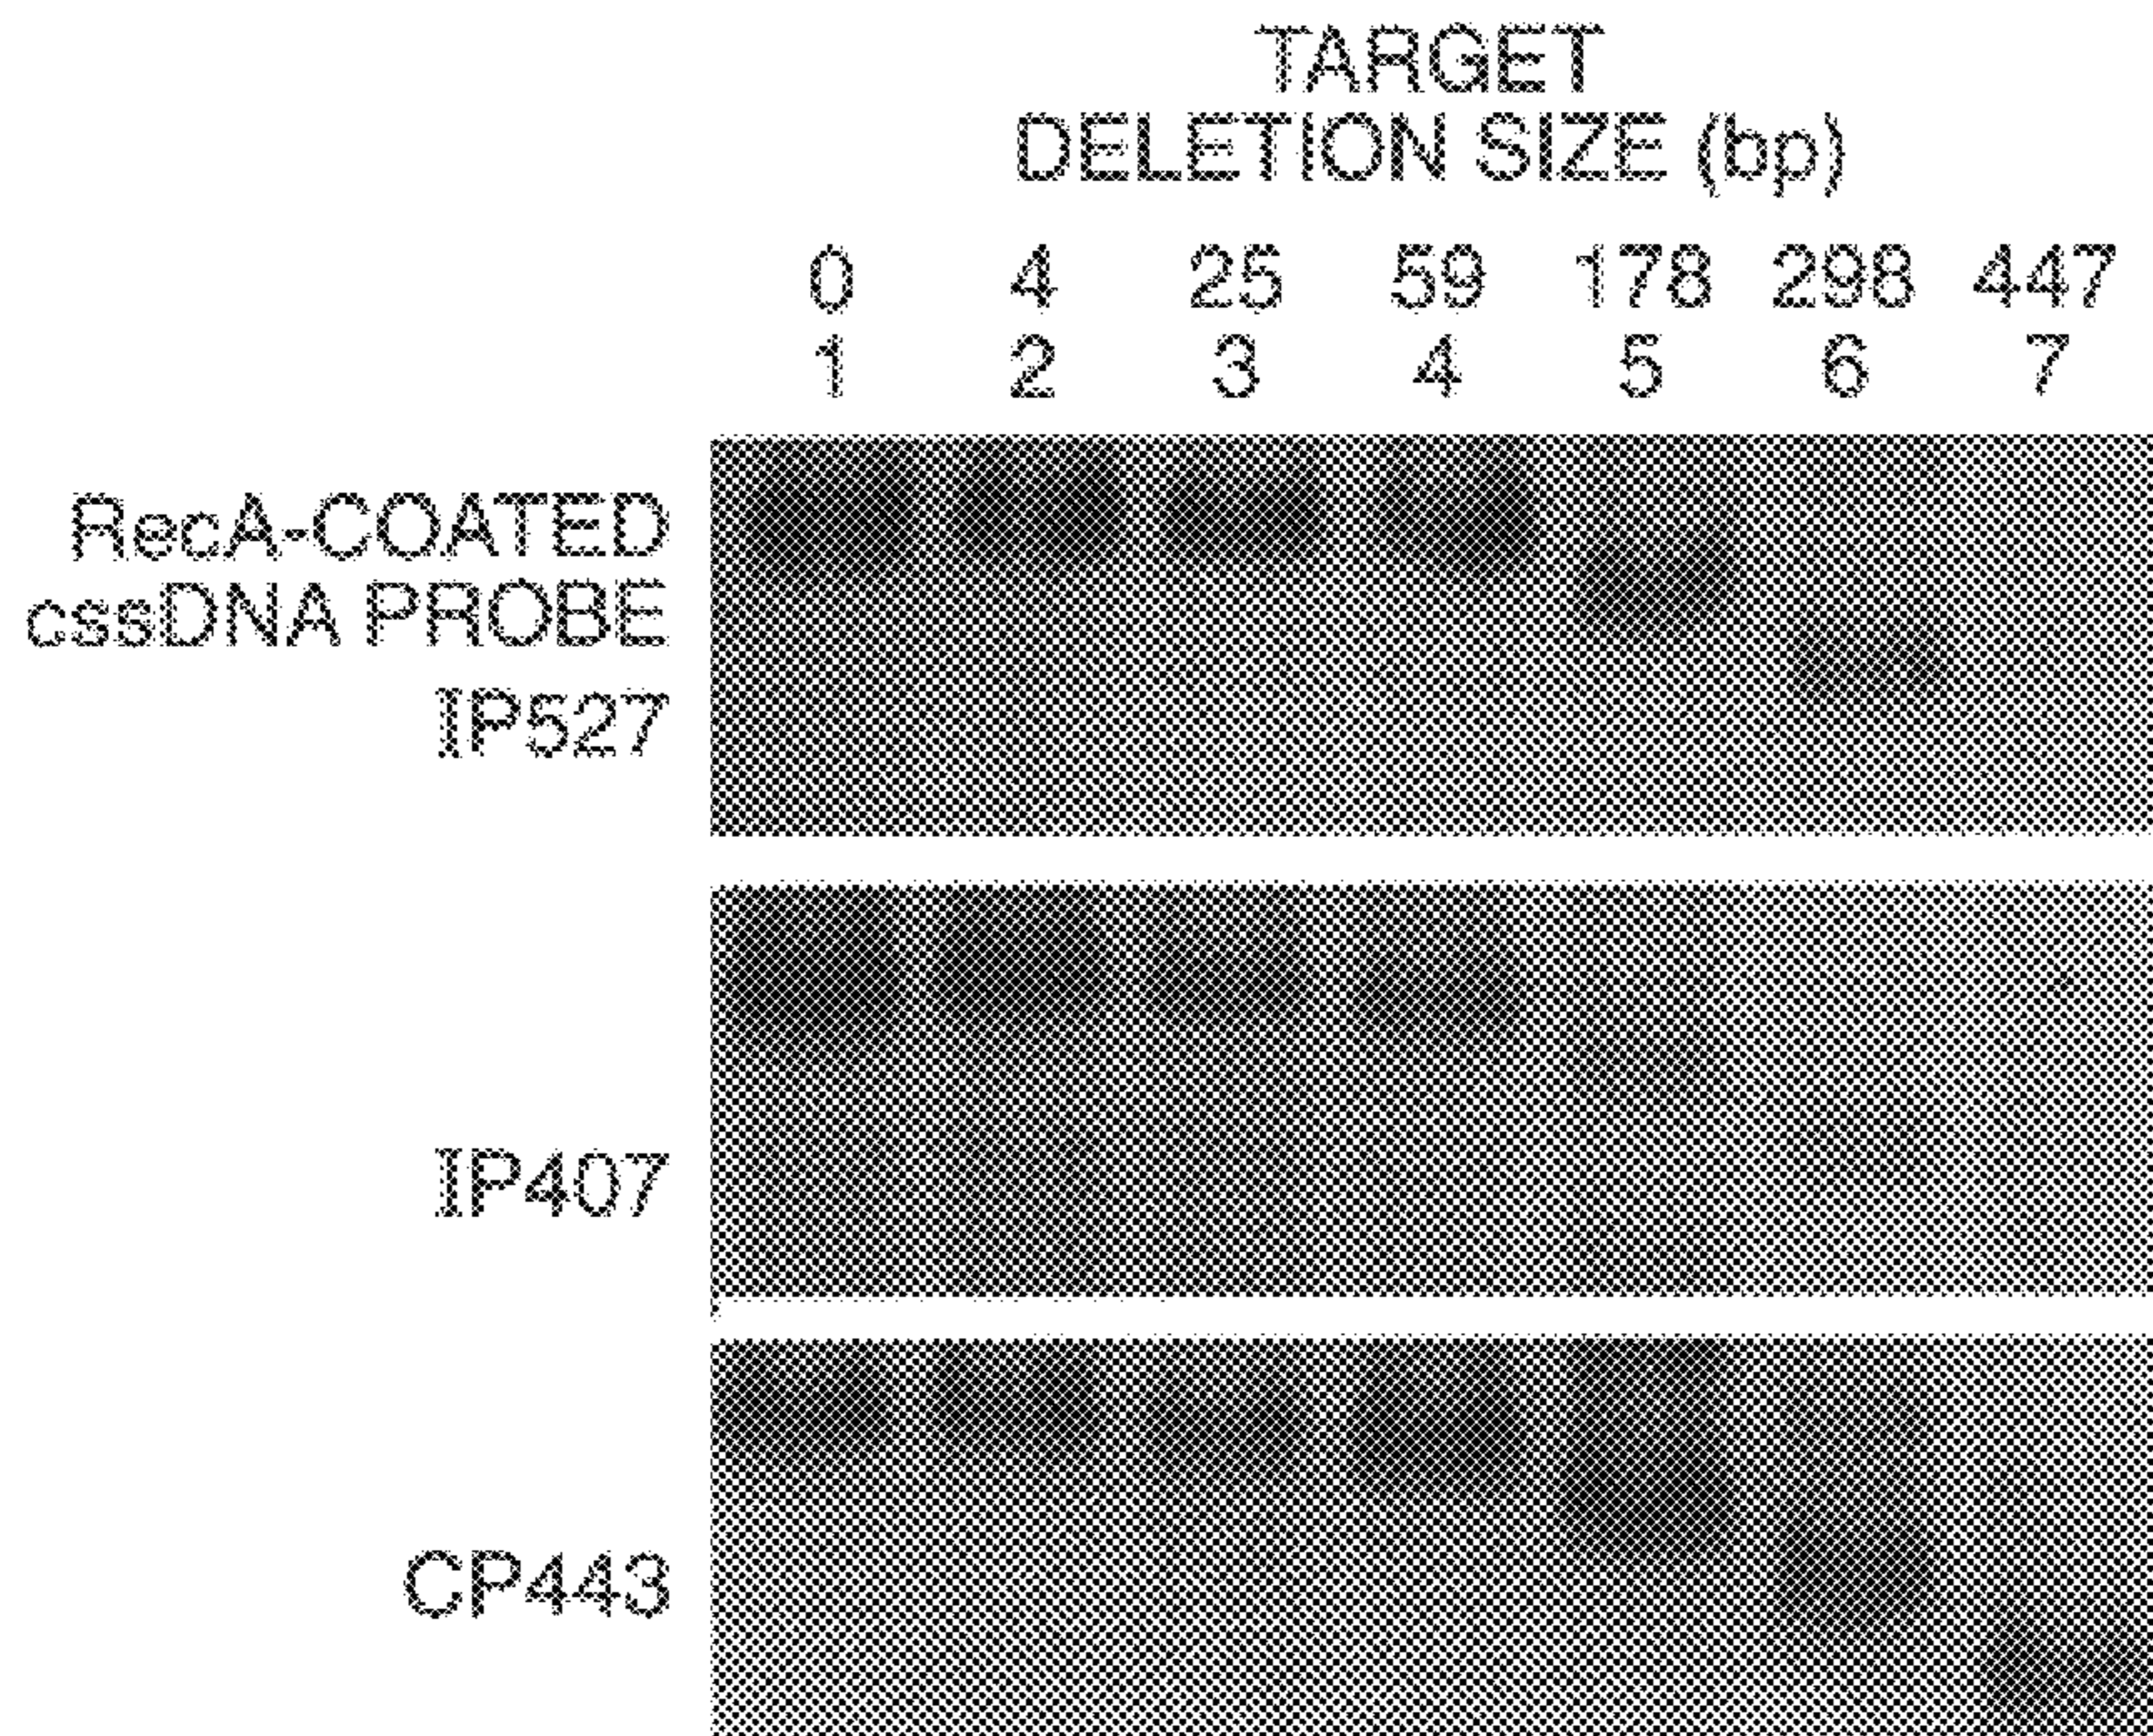 TARGET
DELETION SIZE (bp)
0 4 25 59 178 298 447
1 2 3 4 5 6 7
RecA-COATED
cssDNA PROBE
IP527
IP407
CP443